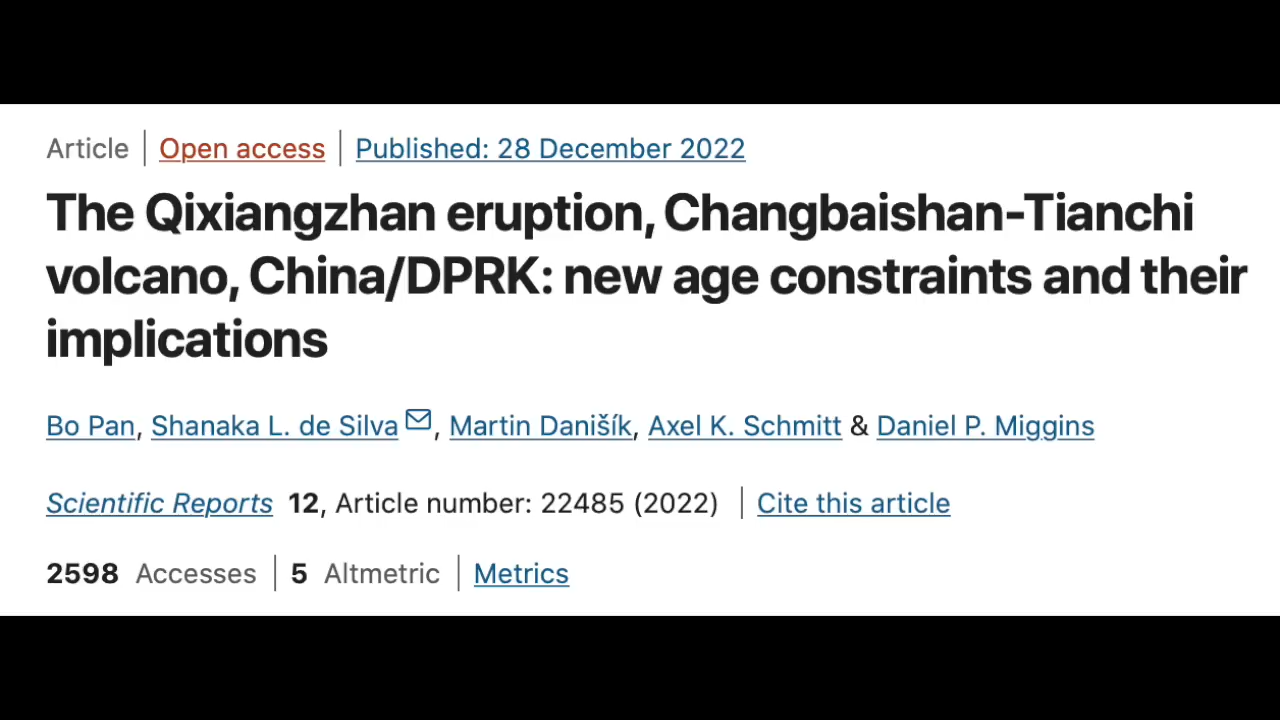 Article | Open access | Published: 28 December 2022
The Qixiangzhan eruption, Changbaishan-Tianchi
volcano, China/DPRK: new age constraints and their
implications
Bo Pan, Shanaka L. de Silva, Martin Danišík, Axel K. Schmitt & Daniel P. Miggins
Scientific Reports 12, Article number: 22485 (2022) | Cite this article
2598 Accesses | 5 Altmetric | Metrics